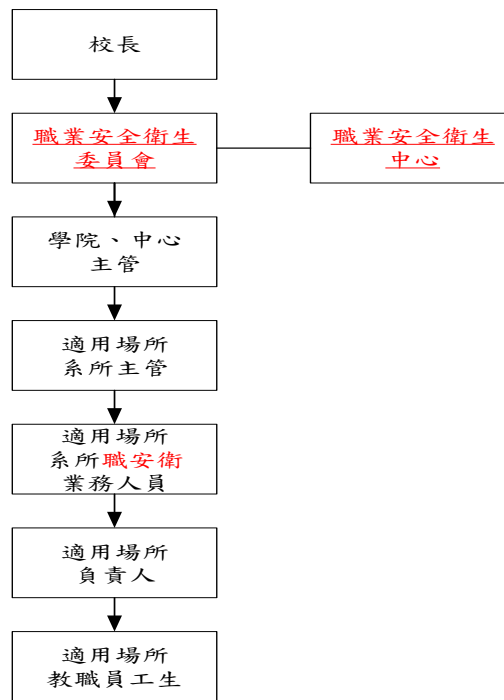 校長
職業安全衛生
委員會
職業安全衛生
中心
學院、中心
主管
適用場所
系所主管
適用場所
系所職安衛
業務人員
適用場所
負責人
適用場所
教職員工生